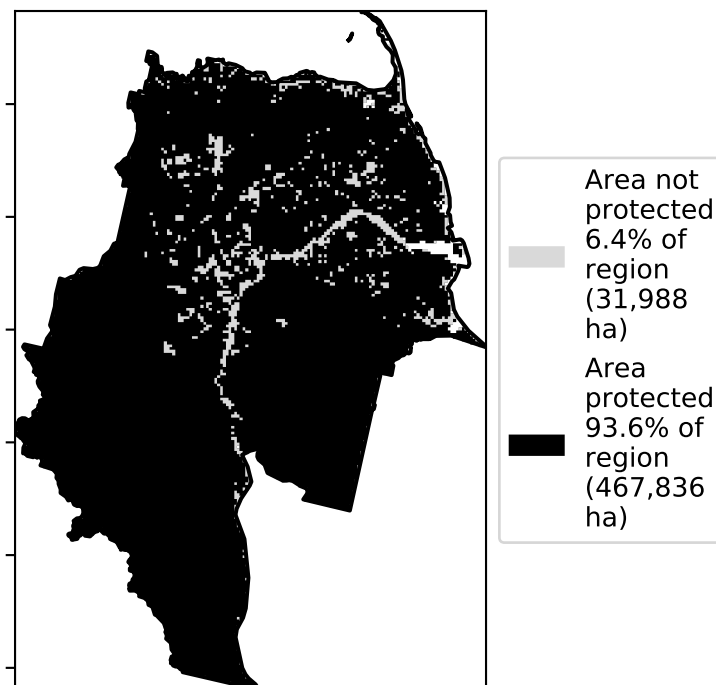 Area not
protected
6.4% of
region
(31,988
ha)
Area
protected
93.6% of
region
(467,836
ha)